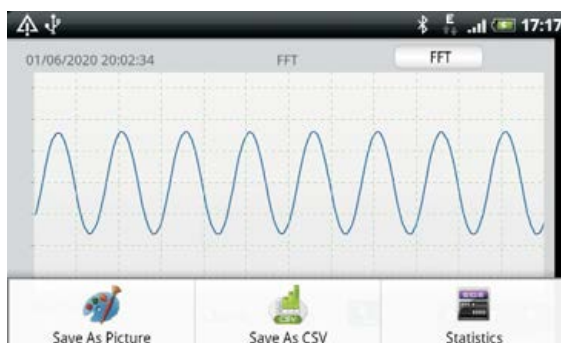 E 17:17
01/06/2020 20:02:34 FFT FFT
Save As Picture Save As CSV Statistics